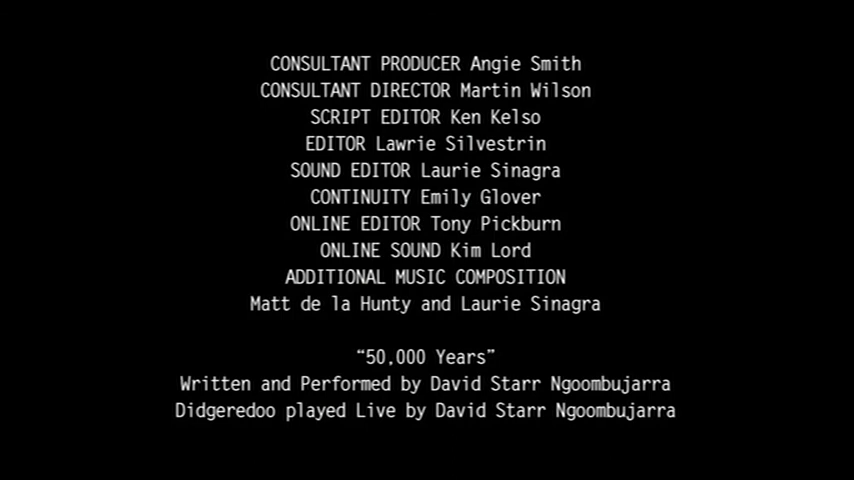 CONSULTANT PRODUCER Angie Smith
CONSULTANT DIRECTOR Martin Wilson
SCRIPT EDITOR Ken Kelso
EDITOR Lawrie Silvestrin
SOUND EDITOR Laurie Sinagra
CONTINUITY Emily Glover
ONLINE EDITOR Tony Pickburn
ONLINE SOUND Kim Lord
ADDITIONAL MUSIC COMPOSITION
Matt de la Hunty and Laurie Sinagra
“50,000 Years”
Written and Performed by David Starr Ngoombujarra
Didgeredoo played Live by David Starr Ngoombujarra